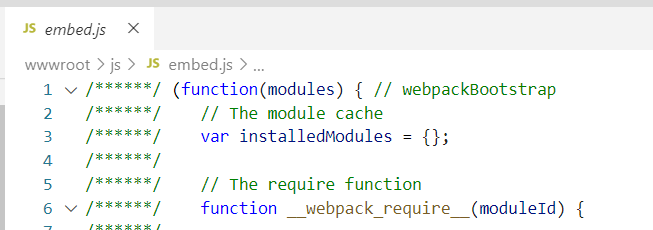 JS embed.js ×
wwwroot > js > JS embed.js > ...
1 /******/ (function(modules) { // webpackBootstrap
2 /******/ // The module cache
3 /******/ var installedModules = {};
4 /******/
5 /******/ // The require function
6 /******/ function __webpack_require__(moduleId) {
7 /******/